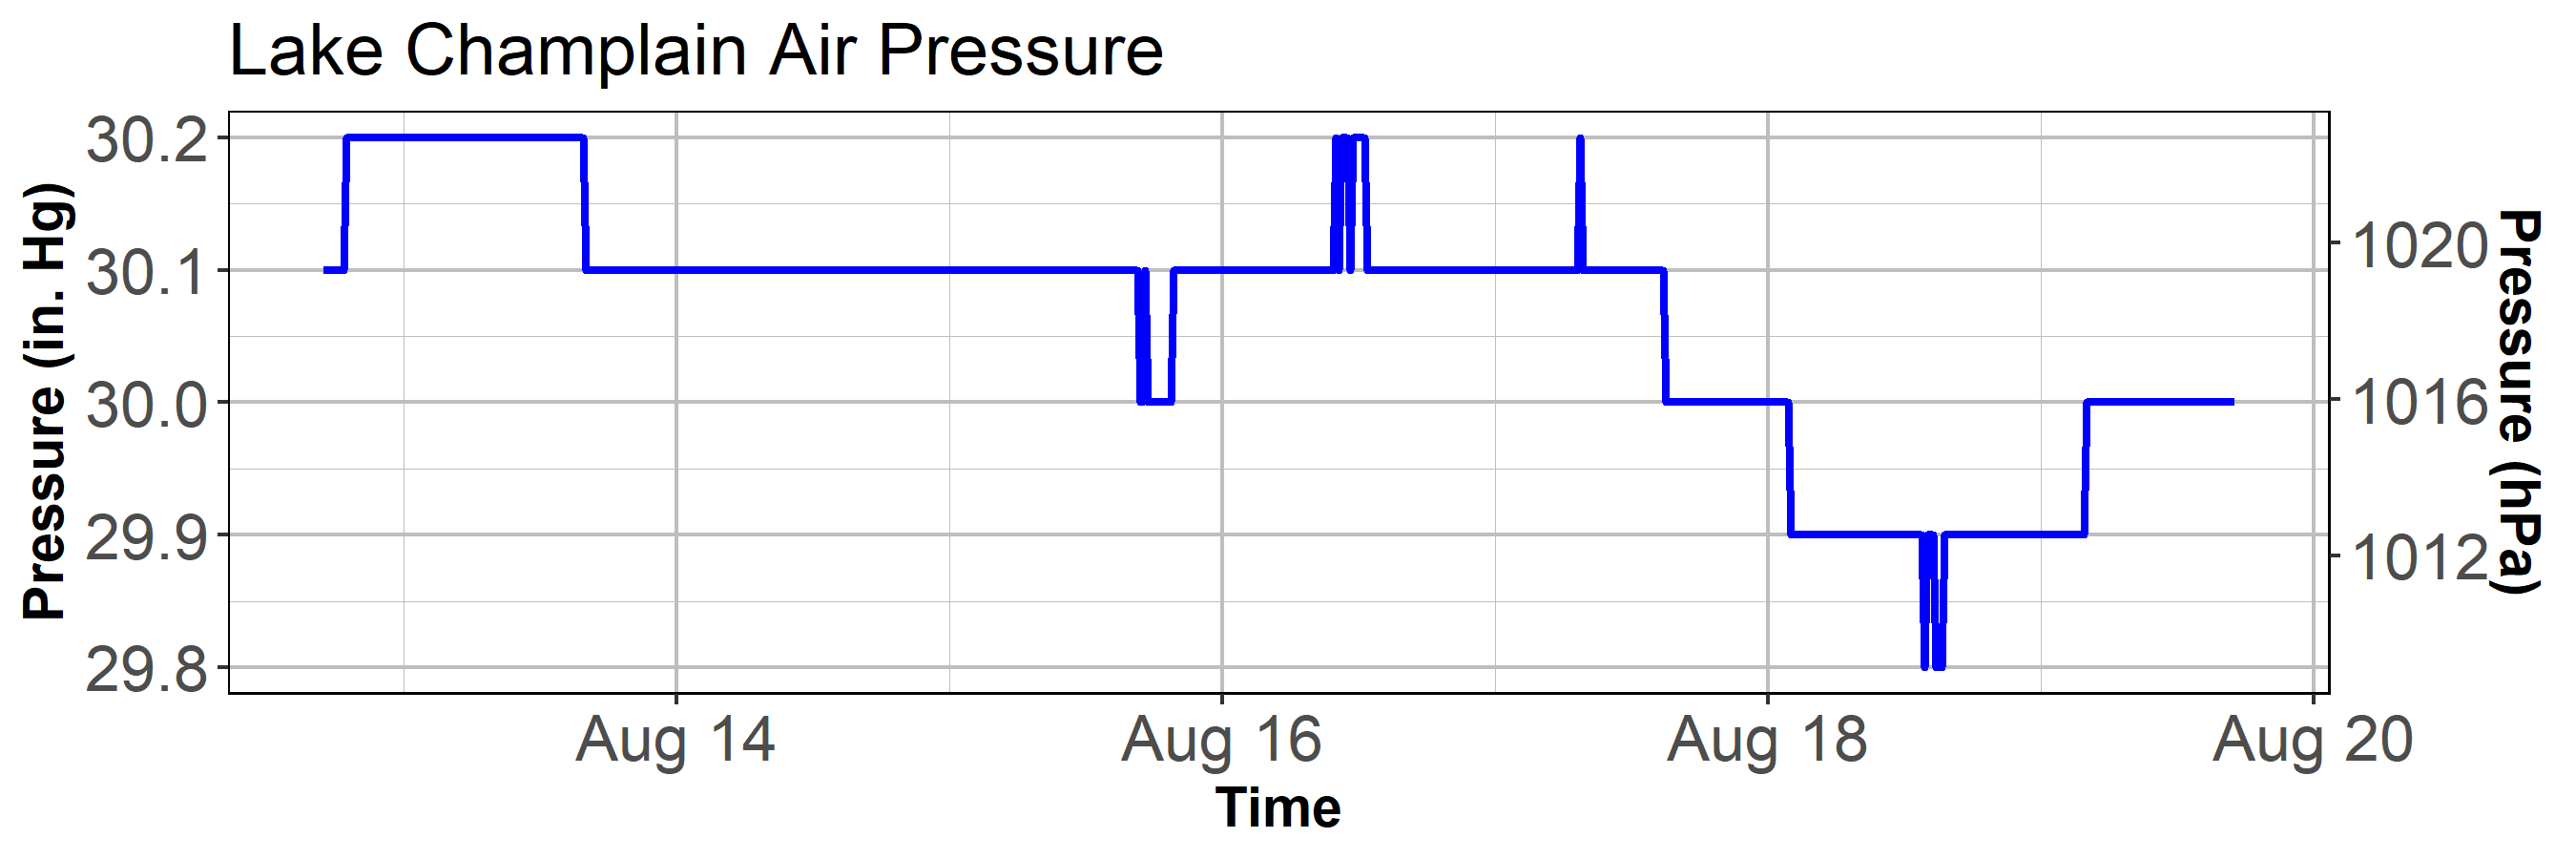 Lake Champlain Air Pressure
Pressure (in. Hg)
30.2
30.1
30.0
29.9
29.8
1020
1016
1012
Pressure (hPa)
Aug 14
Aug 16
Aug 18
Aug 20
Time